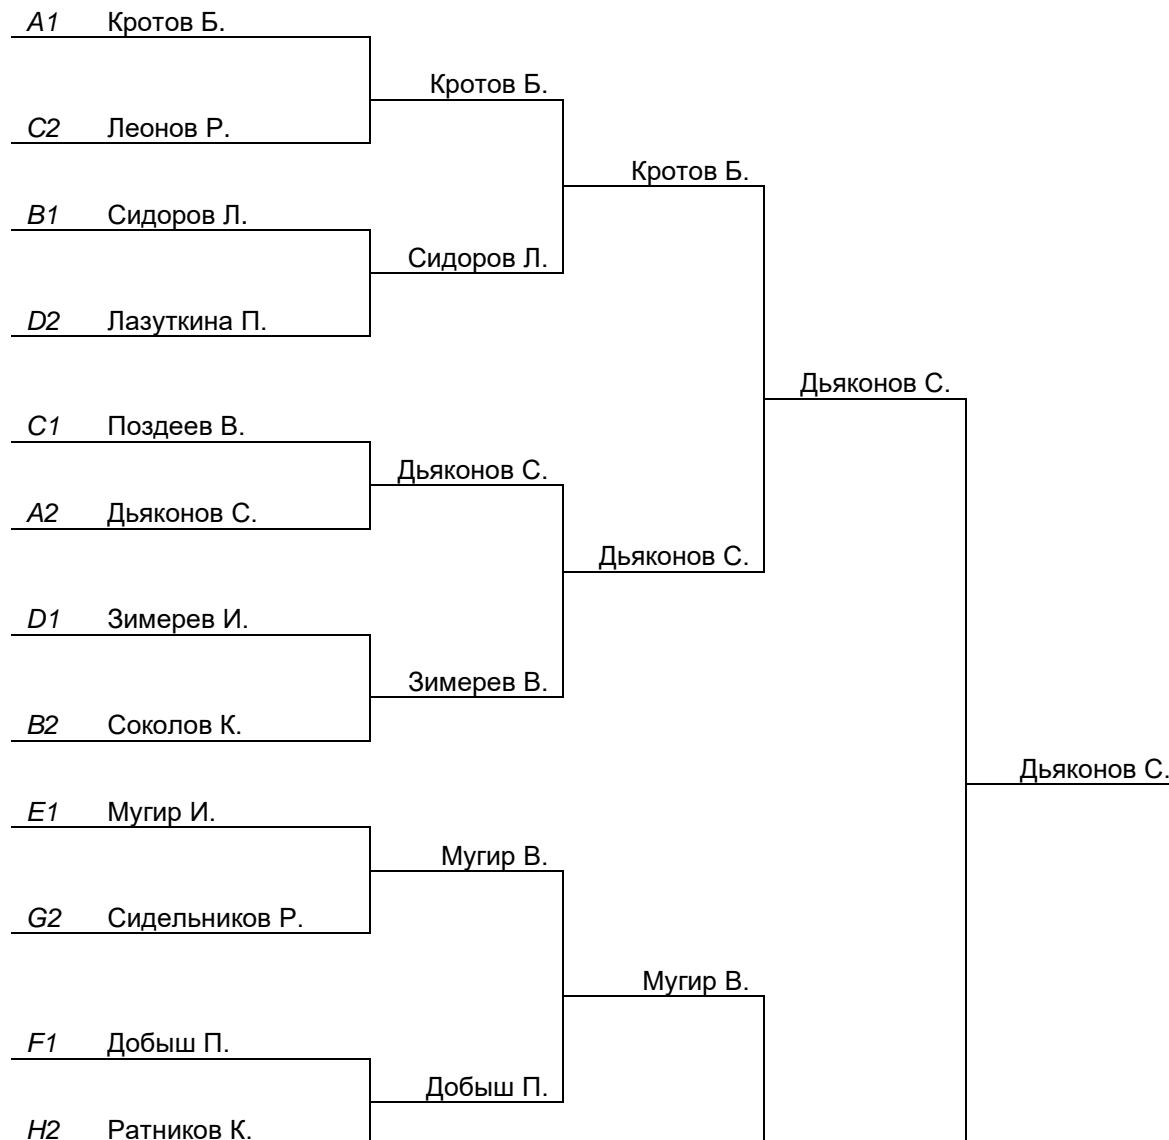 A1 Кротов Б.
Кротов Б.
C2 Леонов Р.
Кротов Б.
B1 Сидоров Л.
Сидоров Л.
D2 Лазуткина П.
Дьяконов С.
C1 Поздеев В.
Дьяконов С.
A2 Дьяконов С.
Дьяконов С.
D1 Зимерев И.
Зимерев В.
B2 Соколов К.
Дьяконов С.
E1 Мугир И.
Мугир В.
G2 Сидельников Р.
Мугир В.
F1 Добыш П.
Добыш П.
H2 Ратников К.